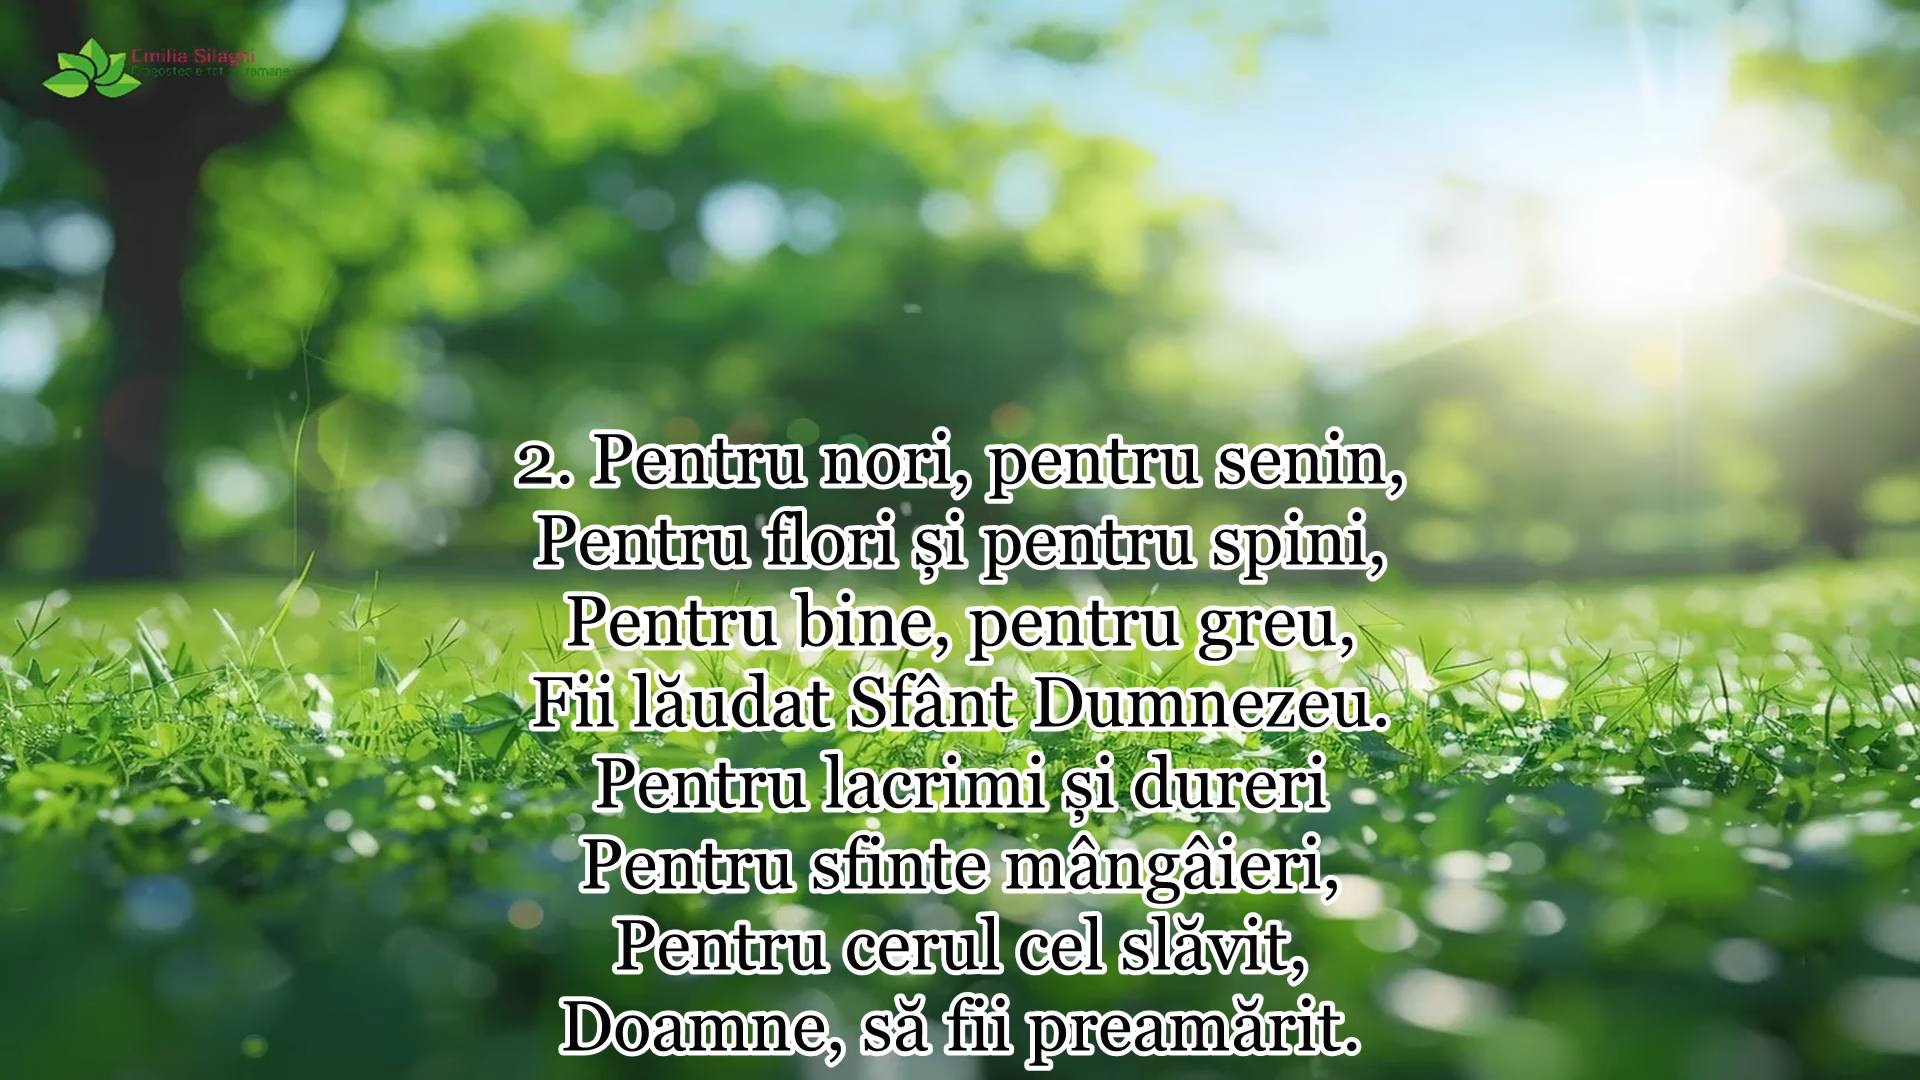 Emilia Silaghi
2. Pentru nori, pentru senin,
Pentru flori și pentru spini,
Pentru bine, pentru greu,
Fii lăudat Sfânt Dumnezeu.
Pentru lacrimi și dureri
Pentru sfinte mângâieri,
Pentru cerul cel slăvit,
Doamne, să fii preamărit.